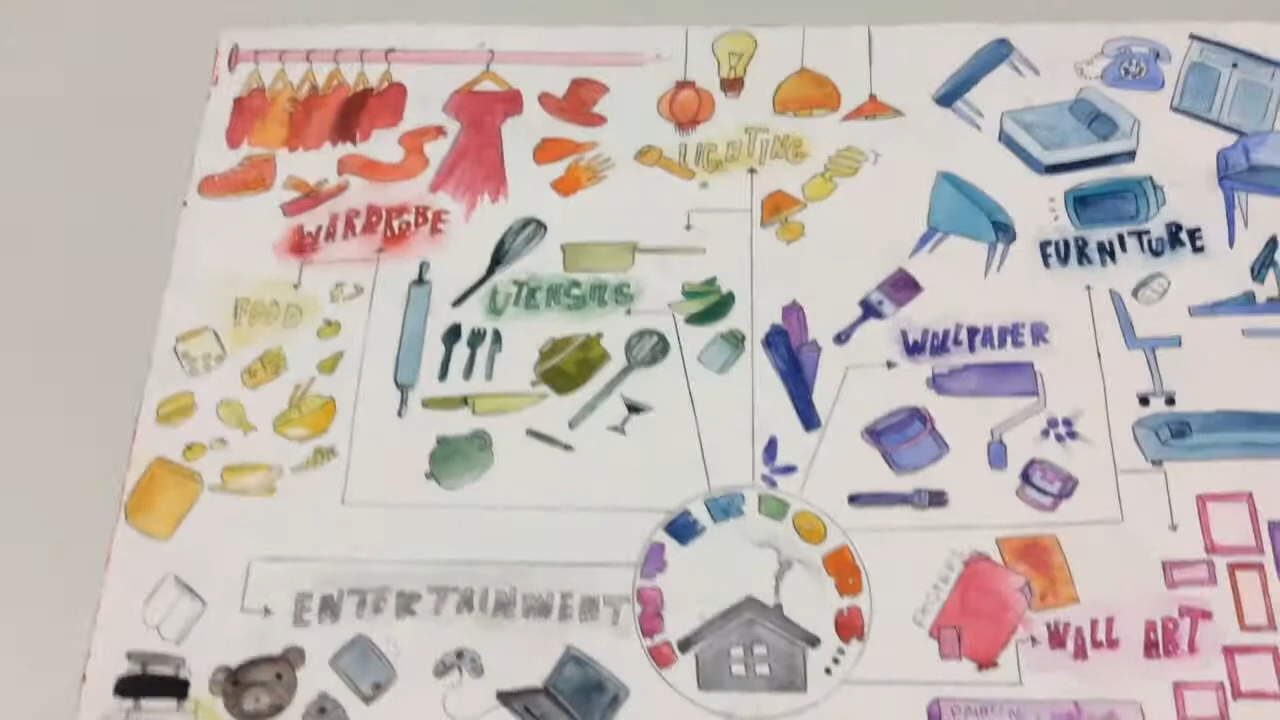 LIGHTING
WARDROBE
FURNITURE
UTENSILS
FOOD
WALLPAPER
ENTERTAINMENT
WALL ART